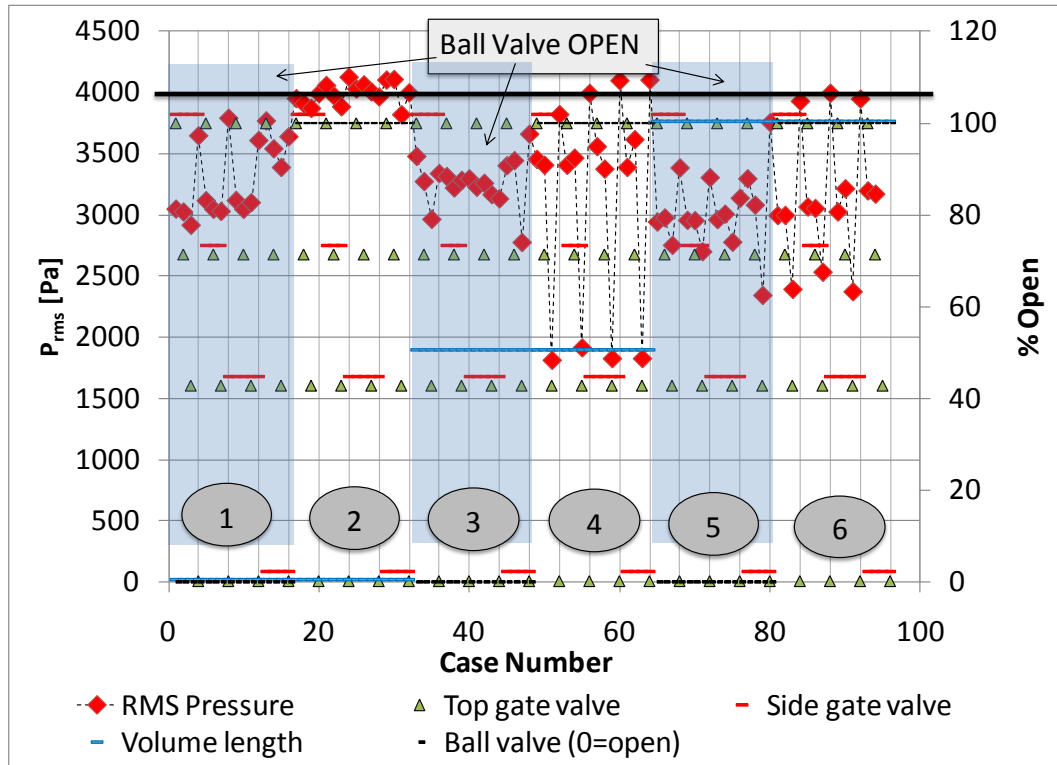 Ball Valve OPEN
4500
4000
3500
3000
2500
2000
1500
1000
500
0
P_rms [Pa]
120
100
80
60
40
20
0
% Open
1 2 3 4 5 6
0 20 40 60 80 100
Case Number
RMS Pressure Top gate valve Side gate valve
Volume length Ball valve (0=open)